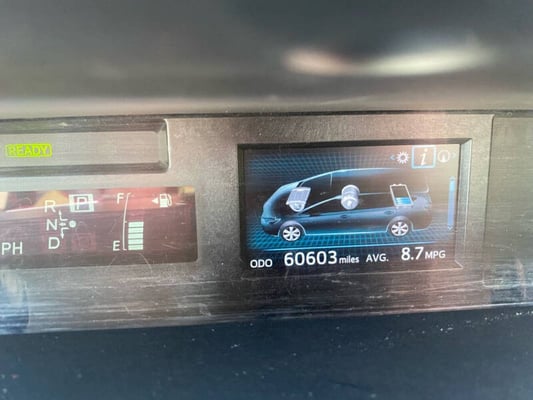 READY
R P F
N
PH D E
i
ODO 60603 miles AVG. 8.7 MPG